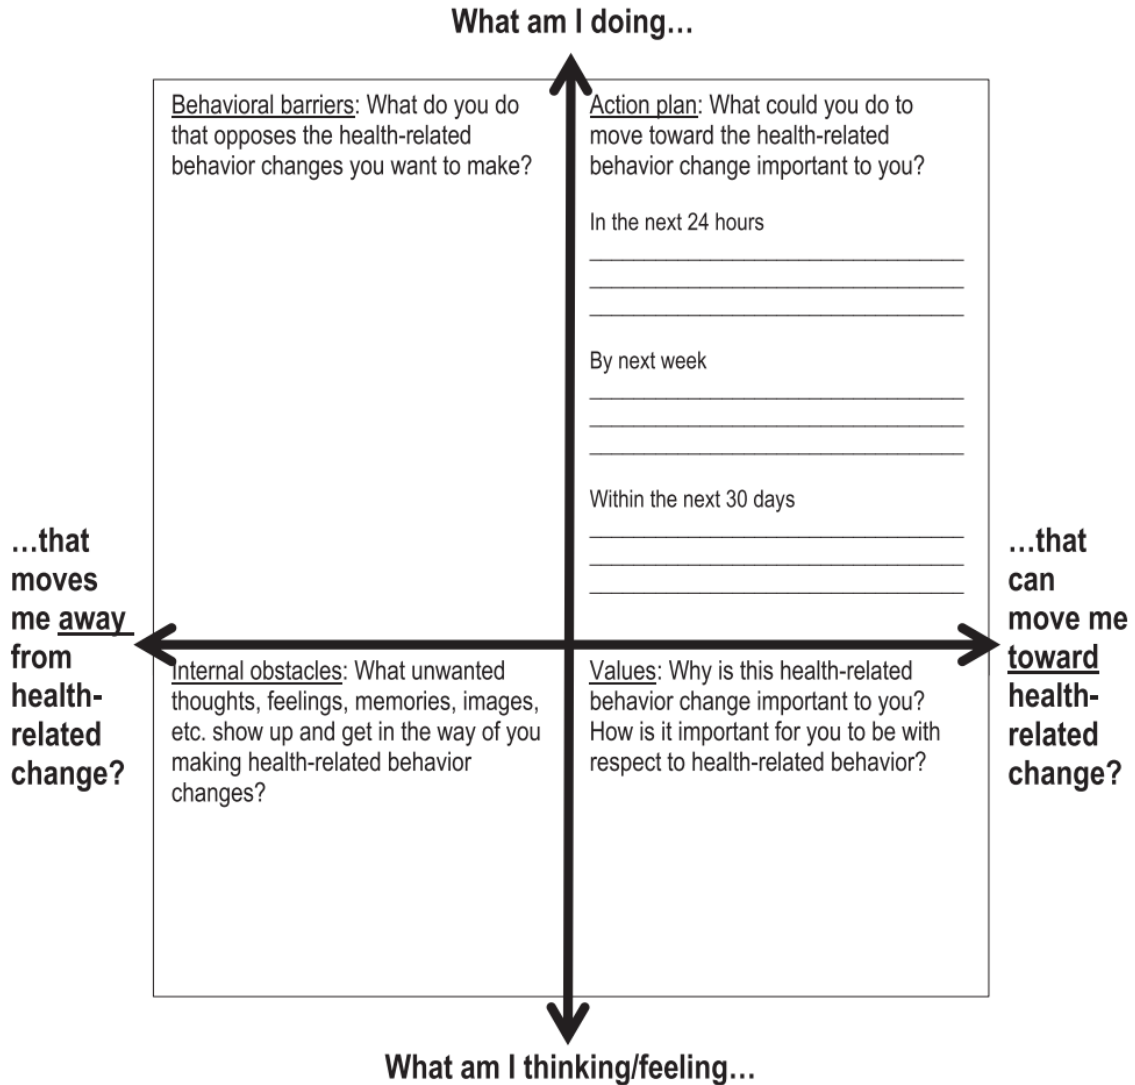 What am I doing…
Behavioral barriers: What do you do
that opposes the health-related
behavior changes you want to make?
Action plan: What could you do to
move toward the health-related
behavior change important to you?
In the next 24 hours
By next week
Within the next 30 days
…that
moves
me away
from
health-
related
change?
…that
can
move me
toward
health-
related
change?
Internal obstacles: What unwanted
thoughts, feelings, memories, images,
etc. show up and get in the way of you
making health-related behavior
changes?
Values: Why is this health-related
behavior change important to you?
How is it important for you to be with
respect to health-related behavior?
What am I thinking/feeling…